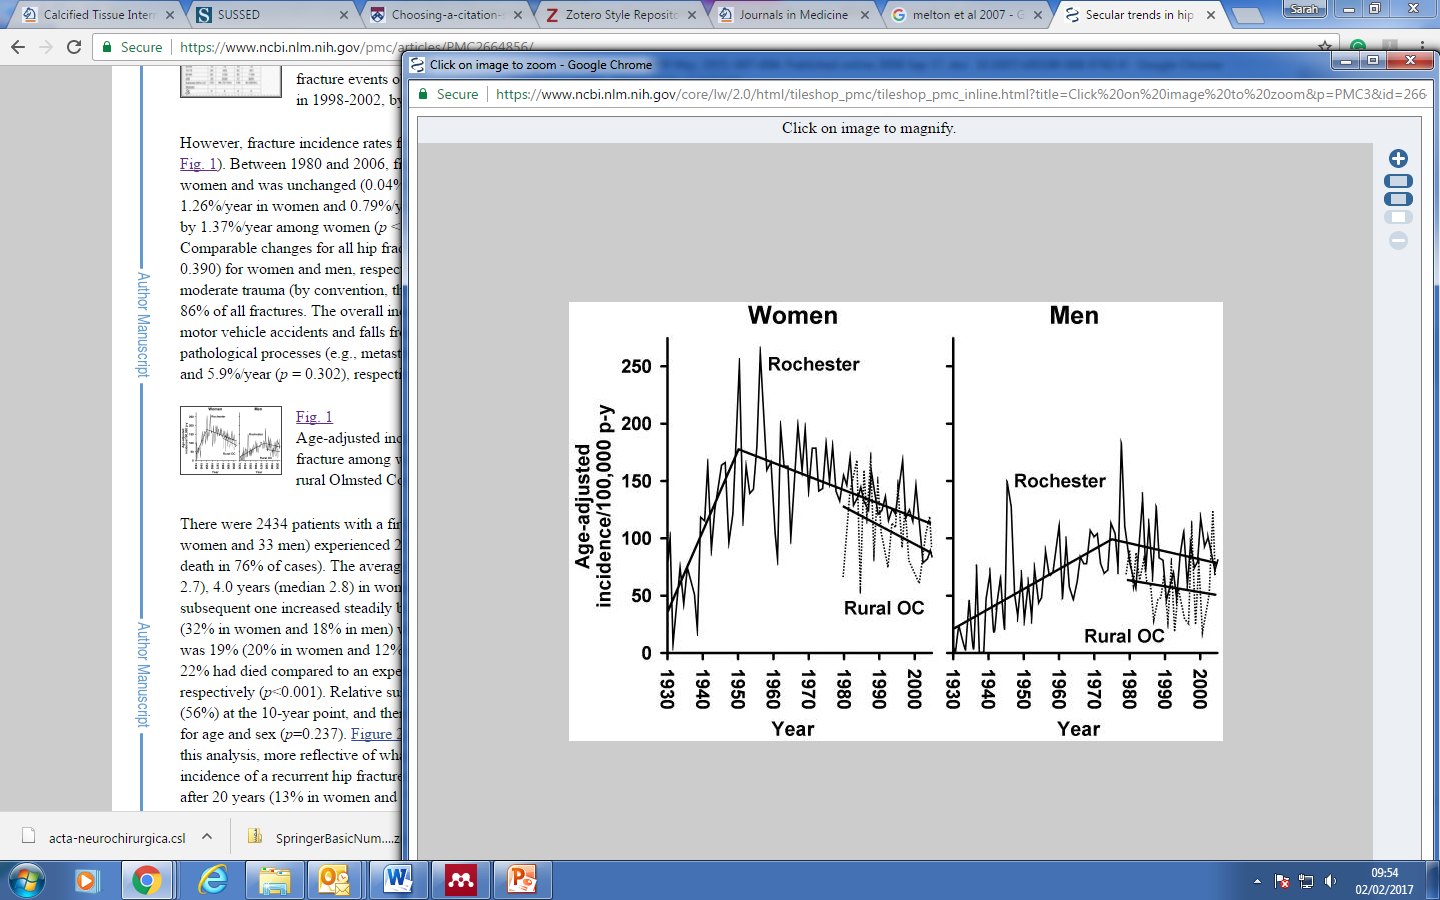 Calcified Tissue Inter
SUSSED
Choosing-a-citation-
Zotero Style Reposito
Journals in Medicine
melton et al 2007 - G
Secular trends in hip
Sarah
Secure
https://www.ncbi.nlm.nih.gov/pmc/articles/PMC2664856/
fracture events o
in 1998-2002, by
However, fracture incidence rates f
Fig. 1). Between 1980 and 2006, fi
women and was unchanged (0.04%
1.26%/year in women and 0.79%/y
by 1.37%/year among women (p <
Comparable changes for all hip frac
0.390) for women and men, respec
moderate trauma (by convention, th
86% of all fractures. The overall inc
motor vehicle accidents and falls fro
pathological processes (e.g., metast
and 5.9%/year (p = 0.302), respecti
Fig. 1
Age-adjusted inc
fracture among w
rural Olmsted Co
There were 2434 patients with a fir
women and 33 men) experienced 2
death in 76% of cases). The averag
2.7), 4.0 years (median 2.8) in wom
subsequent one increased steadily b
(32% in women and 18% in men) w
was 19% (20% in women and 12%
22% had died compared to an expe
respectively (p<0.001). Relative su
(56%) at the 10-year point, and the
for age and sex (p=0.237). Figure 2
this analysis, more reflective of wha
incidence of a recurrent hip fracture
after 20 years (13% in women and
Author Manuscript
Author Manuscript
Click on image to zoom - Google Chrome
Secure
https://www.ncbi.nlm.nih.gov/core/lw/2.0/html/tileshop_pmc/tileshop_pmc_inline.html?title=Click%20on%20image%20to%20zoom&p=PMC3&id=266
Click on image to magnify.
Women
Men
Age-adjusted
incidence/100,000 p-y
250
200
150
100
50
0
Rochester
Rural OC
Rochester
Rural OC
1930
1940
1950
1960
1970
1980
1990
2000
1930
1940
1950
1960
1970
1980
1990
2000
Year
Year
acta-neurochirurgica.csl
SpringerBasicNum....z
09:54
02/02/2017